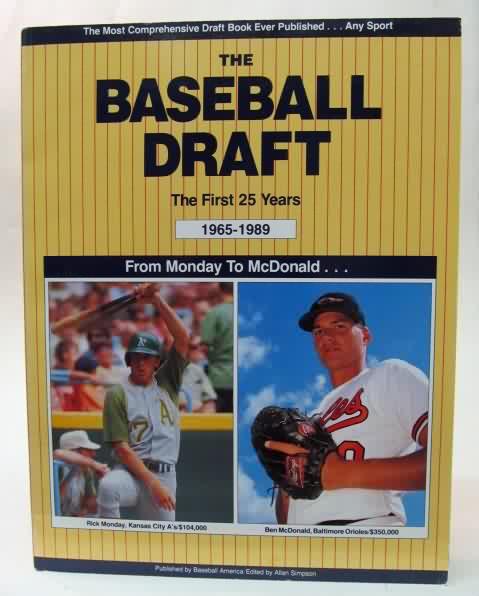 The Most Comprehensive Draft Book Ever Published . . . Any Sport
THE
BASEBALL
DRAFT
The First 25 Years
1965-1989
From Monday To McDonald . . .
A
7 A
Rick Monday, Kansas City A's/$104,000
Ben McDonald, Baltimore Orioles/$350,000
Published by Baseball America/Edited by Allan Simpson